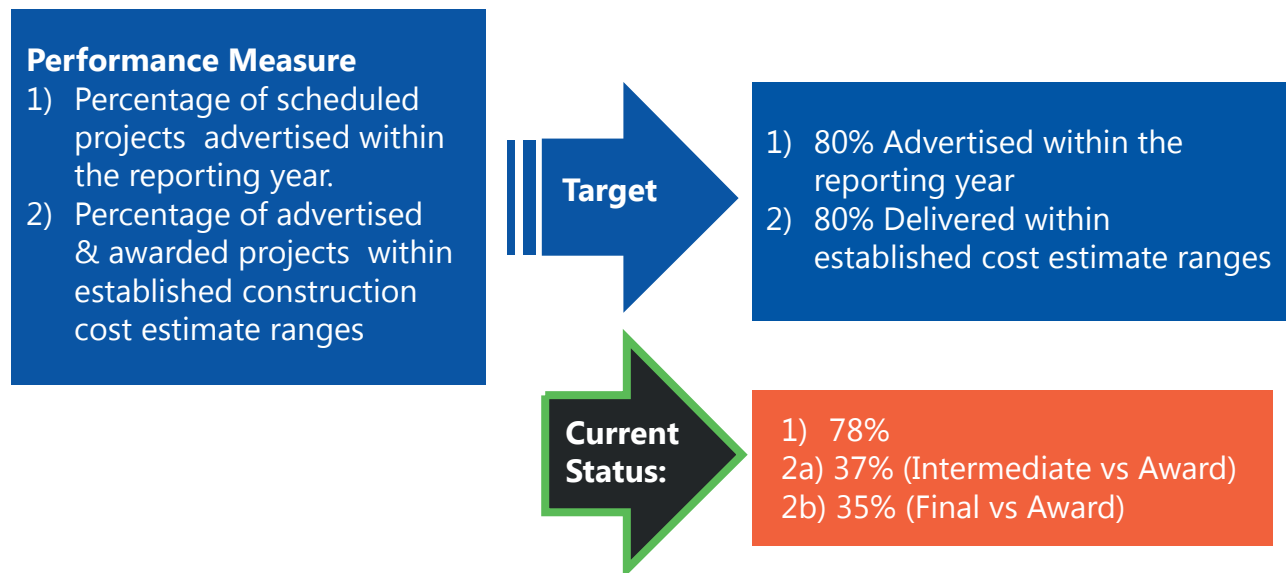 Performance Measure
1) Percentage of scheduled
projects advertised within
the reporting year.
2) Percentage of advertised
& awarded projects within
established construction
cost estimate ranges
Target
1) 80% Advertised within the
reporting year
2) 80% Delivered within
established cost estimate ranges
Current
Status:
1) 78%
2a) 37% (Intermediate vs Award)
2b) 35% (Final vs Award)